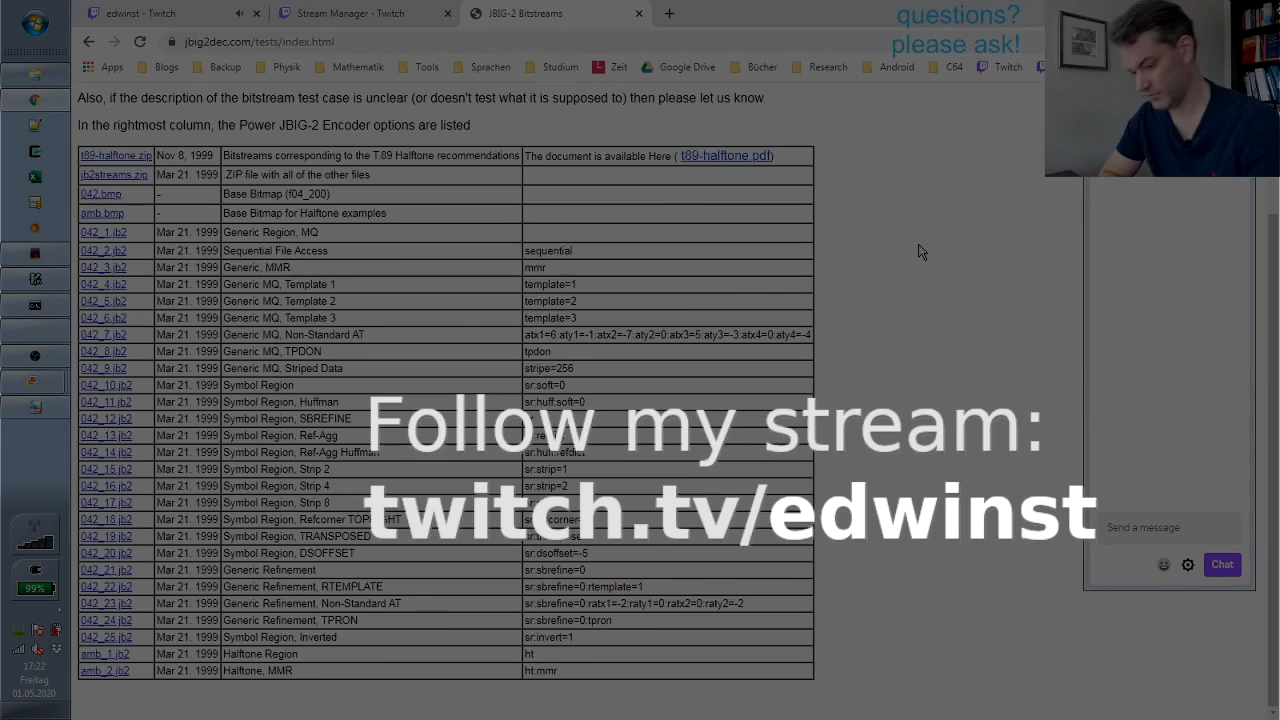 edwinst - Twitch
Stream Manager - Twitch
JBIG-2 Bitstreams
jbig2dec.com/tests/index.html
questions?
please ask!
Apps Blogs Backup Physik Mathematik Tools Sprachen Studium Zeit Google Drive Bücher Research Android C64 Twitch
Also, if the description of the bitstream test case is unclear (or doesn't test what it is supposed to) then please let us know.
In the rightmost column, the Power JBIG-2 Encoder options are listed
t89-halftone.zip Nov 8, 1999 Bitstreams corresponding to the T.89 Halftone recommendations The document is available Here ( t89-halftone.pdf)
jb2streams.zip Mar 21. 1999 .ZIP file with all of the other files
042.bmp - Base Bitmap (f04_200)
amb.bmp - Base Bitmap for Halftone examples
042_1.jb2 Mar 21. 1999 Generic Region, MQ
042_2.jb2 Mar 21. 1999 Sequential File Access sequential
042_3.jb2 Mar 21. 1999 Generic, MMR mmr
042_4.jb2 Mar 21. 1999 Generic MQ, Template 1 template=1
042_5.jb2 Mar 21. 1999 Generic MQ, Template 2 template=2
042_6.jb2 Mar 21. 1999 Generic MQ, Template 3 template=3
042_7.jb2 Mar 21. 1999 Generic MQ, Non-Standard AT atx1=6:aty1=-1:atx2=-7:aty2=0:atx3=5:aty3=-3:atx4=0:aty4=-4
042_8.jb2 Mar 21. 1999 Generic MQ, TPDON tpdon
042_9.jb2 Mar 21. 1999 Generic MQ, Striped Data stripe=256
042_10.jb2 Mar 21. 1999 Symbol Region sr:soft=0
042_11.jb2 Mar 21. 1999 Symbol Region, Huffman sr:huff:soft=0
042_12.jb2 Mar 21. 1999 Symbol Region, SBREFINE
042_13.jb2 Mar 21. 1999 Symbol Region, Ref-Agg
042_14.jb2 Mar 21. 1999 Symbol Region, Ref-Agg Huffman sr:huff:refdict
042_15.jb2 Mar 21. 1999 Symbol Region, Strip 2 sr:strip=1
042_16.jb2 Mar 21. 1999 Symbol Region, Strip 4 sr:strip=2
042_17.jb2 Mar 21. 1999 Symbol Region, Strip 8
042_18.jb2 Mar 21. 1999 Symbol Region, Refcorner
042_19.jb2 Mar 21. 1999 Symbol Region, TRANSPOSED
042_20.jb2 Mar 21. 1999 Symbol Region, DSOFFSET sr:dsoffset=-5
042_21.jb2 Mar 21. 1999 Generic Refinement sr:sbrefine=0
042_22.jb2 Mar 21. 1999 Generic Refinement, RTEMPLATE sr:sbrefine=0:rtemplate=1
042_23.jb2 Mar 21. 1999 Generic Refinement, Non-Standard AT sr:sbrefine=0:ratx1=-2:raty1=0:ratx2=0:raty2=-2
042_24.jb2 Mar 21. 1999 Generic Refinement, TPRON sr:sbrefine=0:tpron
042_25.jb2 Mar 21. 1999 Symbol Region, Inverted sr:invert=1
amb_1.jb2 Mar 21. 1999 Halftone Region ht
amb_2.jb2 Mar 21. 1999 Halftone, MMR ht:mmr
Follow my stream:
twitch.tv/edwinst
Send a message
Chat
99%
17:22
Freitag
01.05.2020